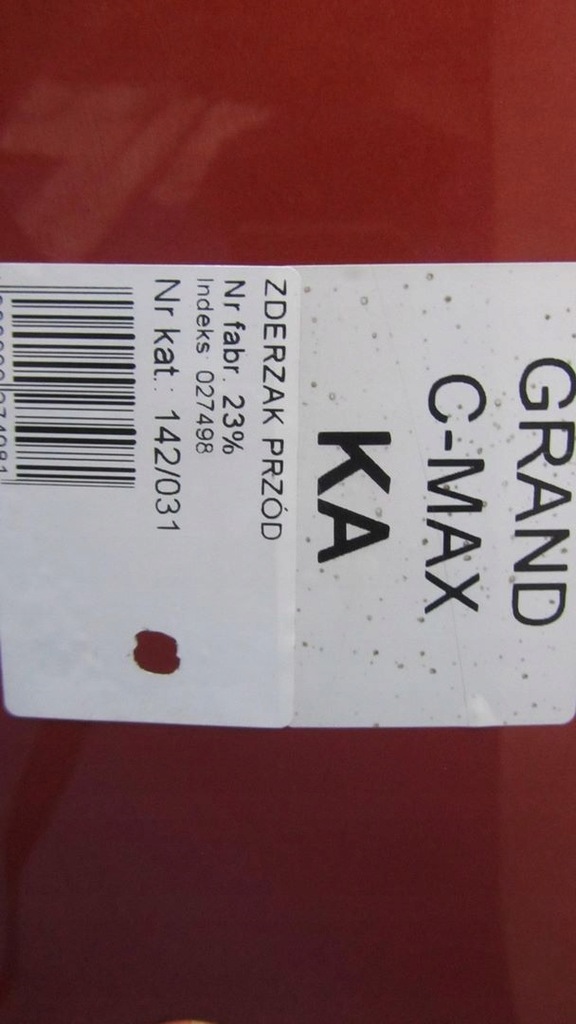 GRAND
C-MAX
KA
ZDERZAK PRZÓD
Nr fabr. 23%
Indeks: 027498
Nr kat.: 142/031